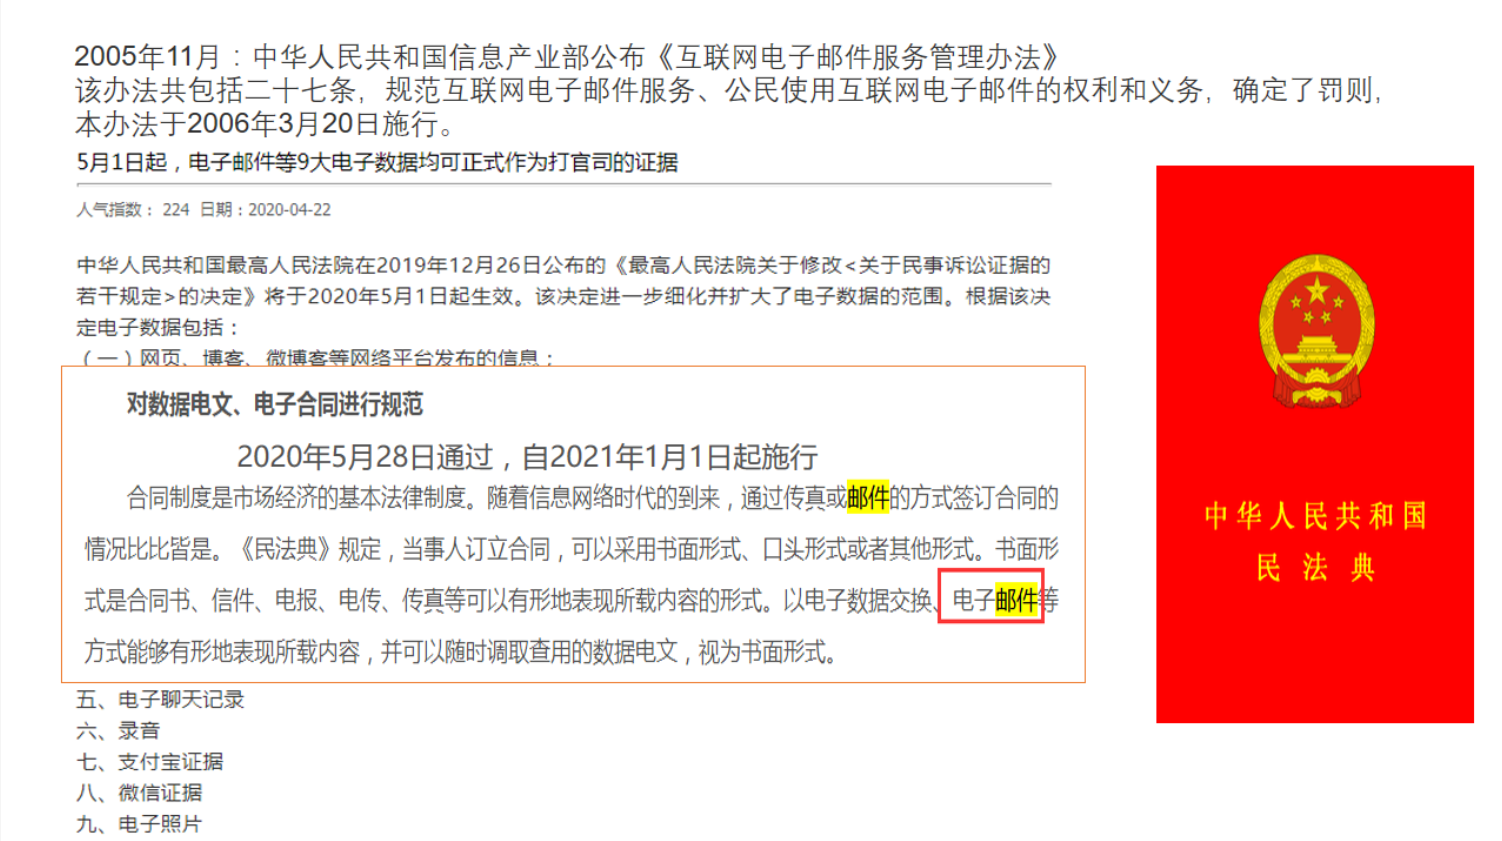 2005年11月：中华人民共和国信息产业部公布《互联网电子邮件服务管理办法》
该办法共包括二十七条，规范互联网电子邮件服务、公民使用互联网电子邮件的权利和义务，确定了罚则，
本办法于2006年3月20日施行。
5月1日起，电子邮件等9大电子数据均可正式作为打官司的证据
人气指数： 224 日期：2020-04-22
中华人民共和国最高人民法院在2019年12月26日公布的《最高人民法院关于修改<关于民事诉讼证据的
若干规定>的决定》将于2020年5月1日起生效。该决定进一步细化并扩大了电子数据的范围。根据该决
定电子数据包括：
（一）网页、博客、微博客等网络平台发布的信息；
对数据电文、电子合同进行规范
2020年5月28日通过，自2021年1月1日起施行
合同制度是市场经济的基本法律制度。随着信息网络时代的到来，通过传真或邮件的方式签订合同的
情况比比皆是。《民法典》规定，当事人订立合同，可以采用书面形式、口头形式或者其他形式。书面形
式是合同书、信件、电报、电传、传真等可以有形地表现所载内容的形式。以电子数据交换、电子邮件等
方式能够有形地表现所载内容，并可以随时调取查用的数据电文，视为书面形式。
五、电子聊天记录
六、录音
七、支付宝证据
八、微信证据
九、电子照片
中华人民共和国
民法典